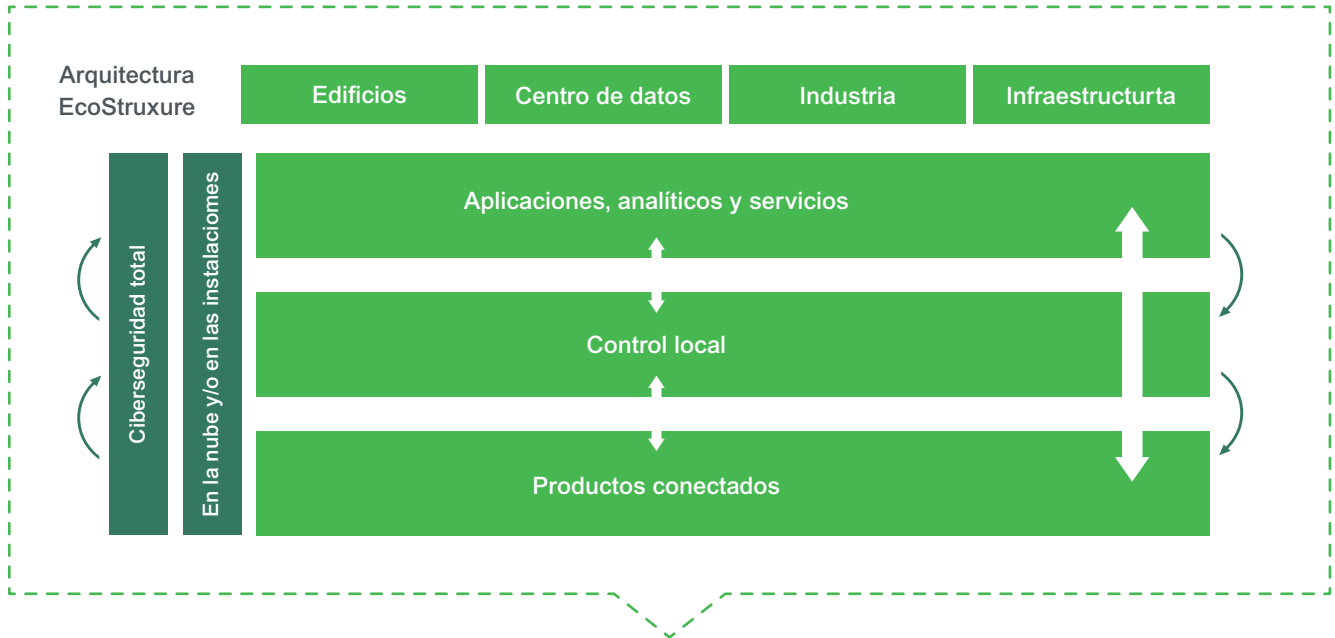 Arquitectura
EcoStruxure
Edificios
Centro de datos
Industria
Infraestructurta
Ciberseguridad total
En la nube y/o en las instalaciomes
Aplicaciones, analíticos y servicios
Control local
Productos conectados